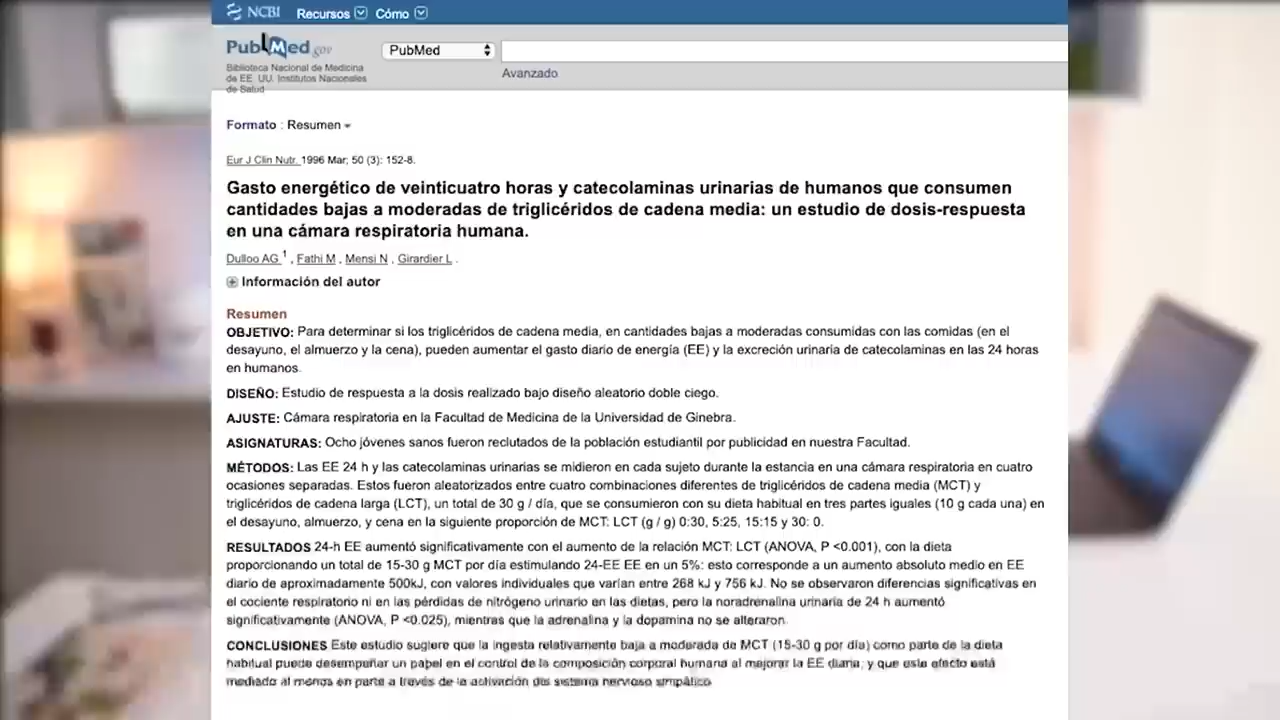 NCBI Recursos Cómo
PubMed.gov PubMed
Biblioteca Nacional de Medicina
de EE. UU. Institutos Nacionales
de Salud
Avanzado
Formato : Resumen
Eur J Clin Nutr. 1996 Mar; 50 (3): 152-8.
Gasto energético de veinticuatro horas y catecolaminas urinarias de humanos que consumen
cantidades bajas a moderadas de triglicéridos de cadena media: un estudio de dosis-respuesta
en una cámara respiratoria humana.
Dulloo AG 1 , Fathi M , Mensi N , Girardier L .
Información del autor
Resumen
OBJETIVO: Para determinar si los triglicéridos de cadena media, en cantidades bajas a moderadas consumidas con las comidas (en el
desayuno, el almuerzo y la cena), pueden aumentar el gasto diario de energía (EE) y la excreción urinaria de catecolaminas en las 24 horas
en humanos.
DISEÑO: Estudio de respuesta a la dosis realizado bajo diseño aleatorio doble ciego.
AJUSTE: Cámara respiratoria en la Facultad de Medicina de la Universidad de Ginebra.
ASIGNATURAS: Ocho jóvenes sanos fueron reclutados de la población estudiantil por publicidad en nuestra Facultad.
MÉTODOS: Las EE 24 h y las catecolaminas urinarias se midieron en cada sujeto durante la estancia en una cámara respiratoria en cuatro
ocasiones separadas. Estos fueron aleatorizados entre cuatro combinaciones diferentes de triglicéridos de cadena media (MCT) y
triglicéridos de cadena larga (LCT), un total de 30 g / día, que se consumieron con su dieta habitual en tres partes iguales (10 g cada una) en
el desayuno, almuerzo, y cena en la siguiente proporción de MCT: LCT (g / g) 0:30, 5:25, 15:15 y 30: 0.
RESULTADOS 24-h EE aumentó significativamente con el aumento de la relación MCT: LCT (ANOVA, P <0.001), con la dieta
proporcionando un total de 15-30 g MCT por día estimulando 24-EE EE en un 5%: esto corresponde a un aumento absoluto medio en EE
diario de aproximadamente 500kJ, con valores individuales que varían entre 268 kJ y 756 kJ. No se observaron diferencias significativas en
el cociente respiratorio ni en las pérdidas de nitrógeno urinario en las dietas, pero la noradrenalina urinaria de 24 h aumentó
significativamente (ANOVA, P <0.025), mientras que la adrenalina y la dopamina no se alteraron.
CONCLUSIONES Este estudio sugiere que la ingesta relativamente baja a moderada de MCT (15-30 g por día) como parte de la dieta
habitual puede desempeñar un papel en el control de la composición corporal humana al mejorar la EE diaria, y que este efecto está
mediado al menos en parte a través de la activación del sistema nervioso simpático.